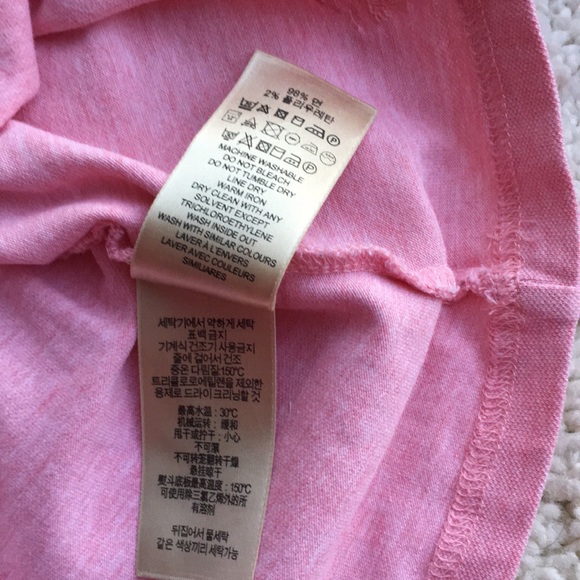 98% 면
2% 폴리우레탄
MACHINE WASHABLE
DO NOT BLEACH
DO NOT TUMBLE DRY
LINE DRY
WARM IRON
DRY CLEAN WITH ANY
SOLVENT EXCEPT
TRICHLOROETHYLENE
WASH INSIDE OUT
WASH WITH SIMILAR COLOURS
LAVER À L'ENVERS
LAVER AVEC COULEURS
SIMILIARES
세탁기에서 약하게 세탁
표백 금지
기계식 건조기 사용금지
줄에 걸어서 건조
중온 다림질150°C
트리클로로에틸렌을 제외한
용제로 드라이 크리닝할 것
最高水温：30°C
机械运转：缓和
甩干或拧干：小心
不可漂
不可转笼翻转干燥
悬挂晾干
熨斗底板最高温度：150°C
可使用除三氯乙烯外的所
有溶剂
뒤집어서 물세탁
같은 색상끼리 세탁가능